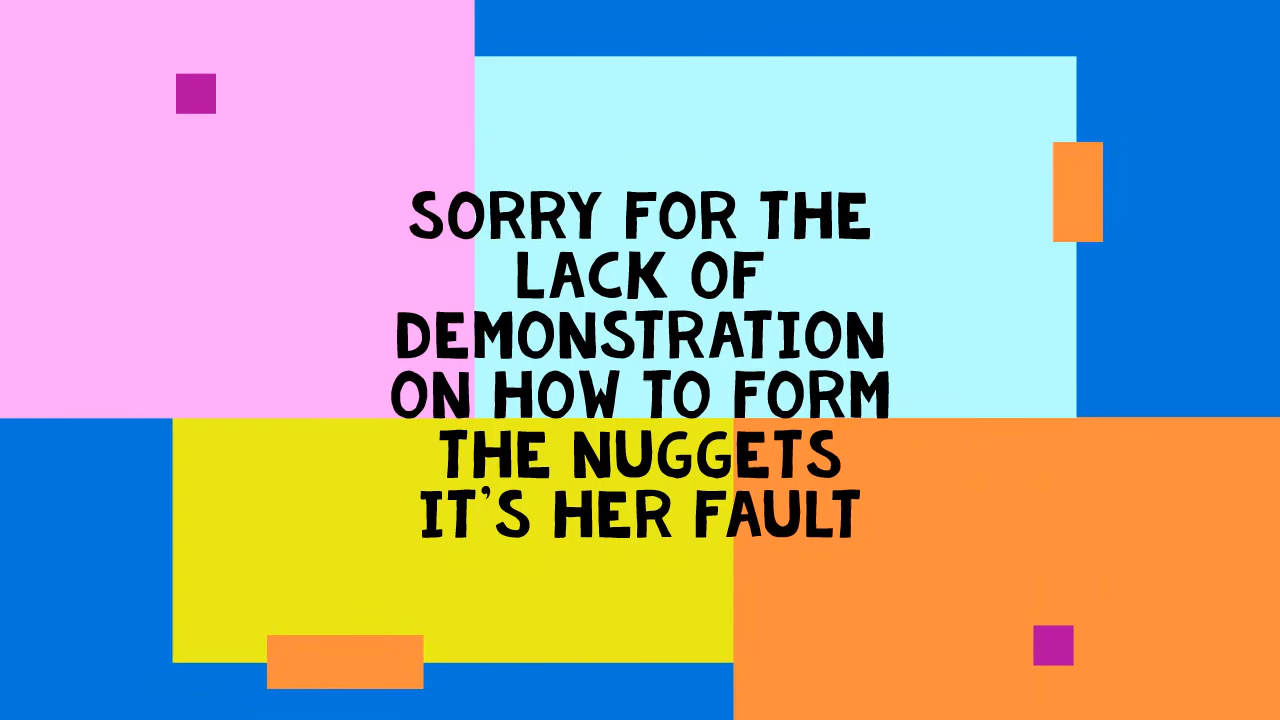 SORRY FOR THE
LACK OF
DEMONSTRATION
ON HOW TO FORM
THE NUGGETS
IT'S HER FAULT